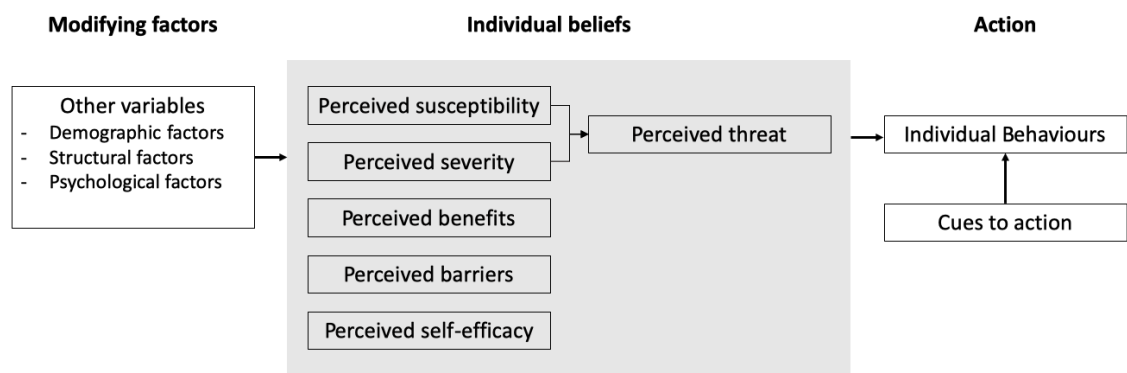 Modifying factors
Individual beliefs
Action
Other variables
- Demographic factors
- Structural factors
- Psychological factors
Perceived susceptibility
Perceived severity
Perceived benefits
Perceived barriers
Perceived self-efficacy
Perceived threat
Individual Behaviours
Cues to action